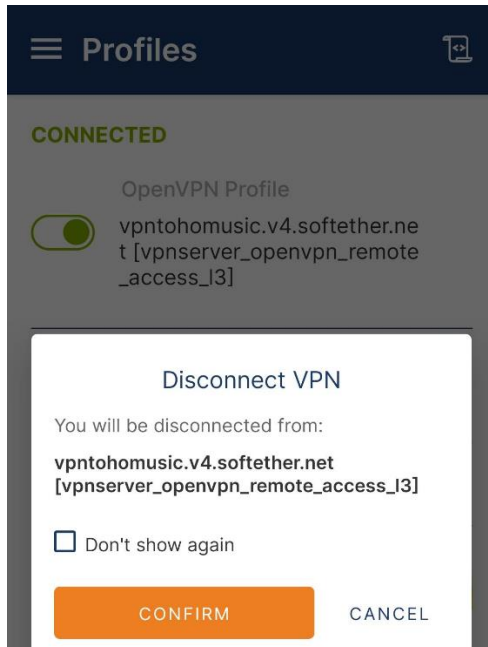 Profiles
CONNECTED
OpenVPN Profile
vpntohomusic.v4.softether.ne
t [vpnserver_openvpn_remote
_access_l3]
Disconnect VPN
You will be disconnected from:
vpntohomusic.v4.softether.net
[vpnserver_openvpn_remote_access_l3]
Don't show again
CONFIRM
CANCEL